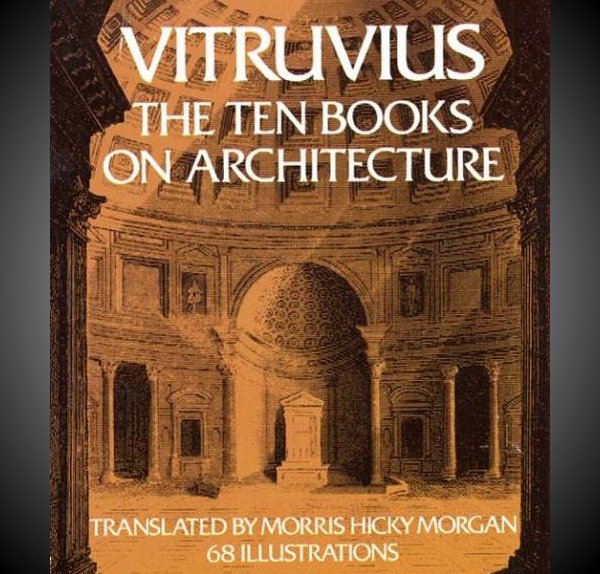 VITRUVIUS
THE TEN BOOKS
ON ARCHITECTURE
TRANSLATED BY MORRIS HICKY MORGAN
68 ILLUSTRATIONS